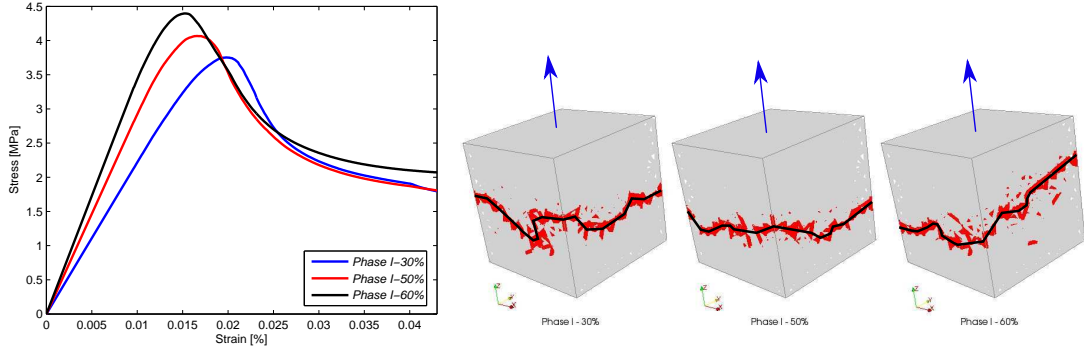 4.5
4
3.5
3
2.5
2
1.5
1
0.5
0
Stress [MPa]
0 0.005 0.01 0.015 0.02 0.025 0.03 0.035 0.04
Strain [%]
Phase I-30%
Phase I-50%
Phase I-60%
Z Y X
Z Y X
Z Y X
Phase I - 30%
Phase I - 50%
Phase I - 60%